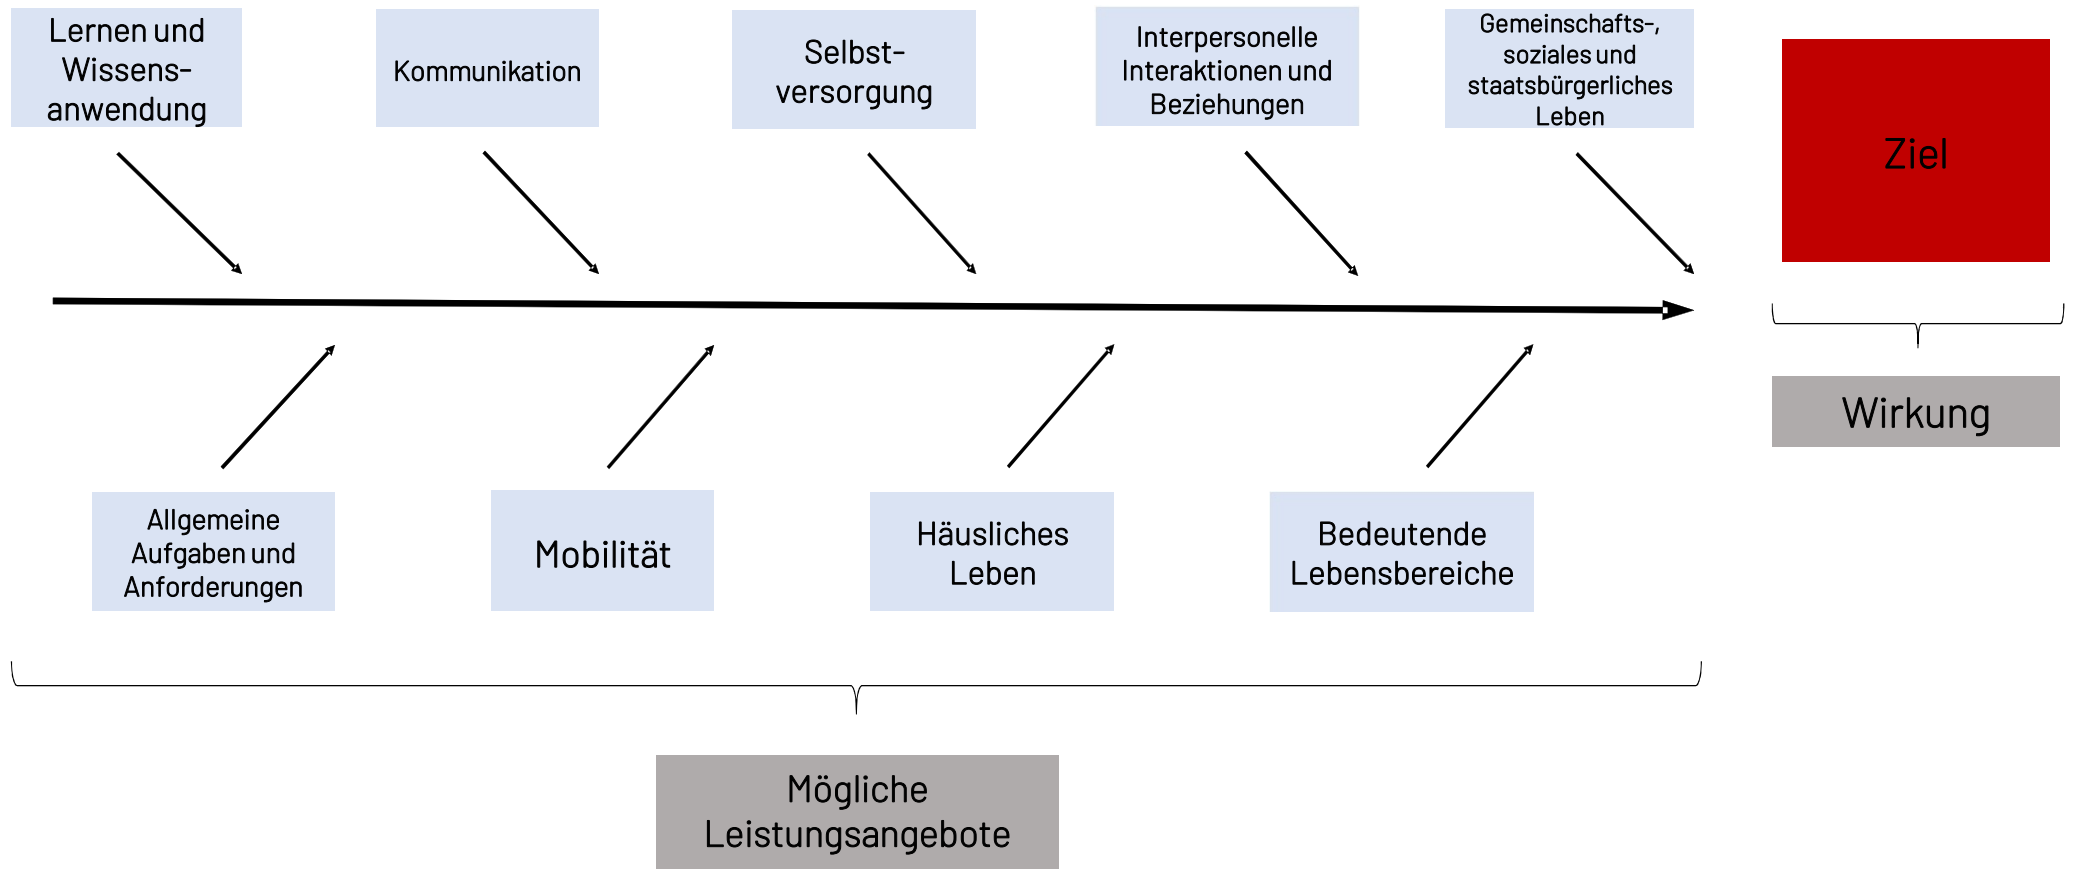 Lernen und
Wissens-
anwendung
Kommunikation
Selbst-
versorgung
Interpersonelle
Interaktionen und
Beziehungen
Gemeinschafts-,
soziales und
staatsbürgerliches
Leben
Ziel
Wirkung
Allgemeine
Aufgaben und
Anforderungen
Mobilität
Häusliches
Leben
Bedeutende
Lebensbereiche
Mögliche
Leistungsangebote